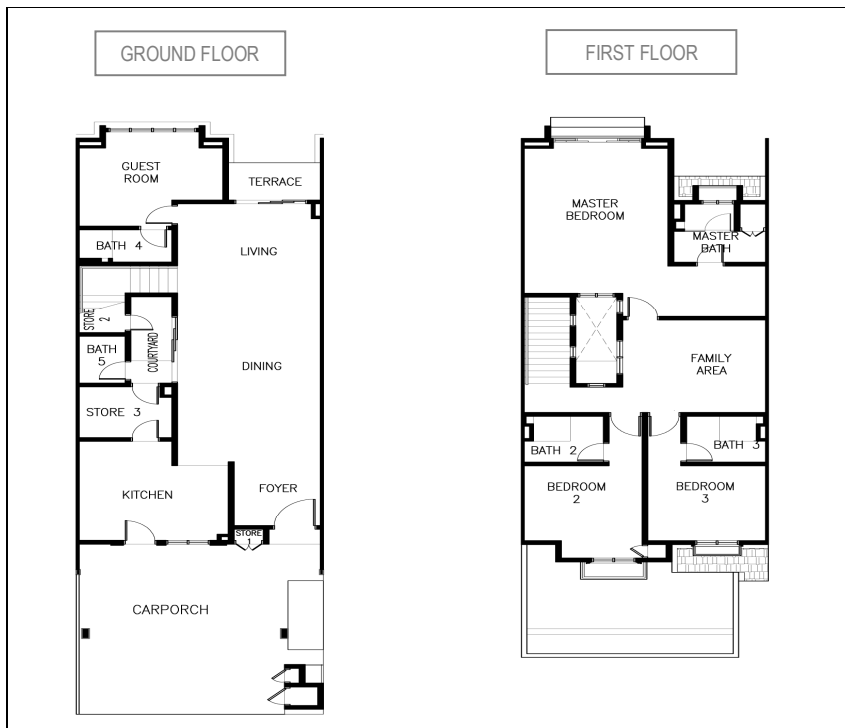 GROUND FLOOR
GUEST
ROOM
TERRACE
BATH 4
LIVING
STORE
2
COURTYARD
BATH
5
DINING
STORE 3
KITCHEN
FOYER
STORE
1
CARPORCH
FIRST FLOOR
MASTER
BEDROOM
MASTER
BATH
FAMILY
AREA
BATH 2
BATH 3
BEDROOM
2
BEDROOM
3